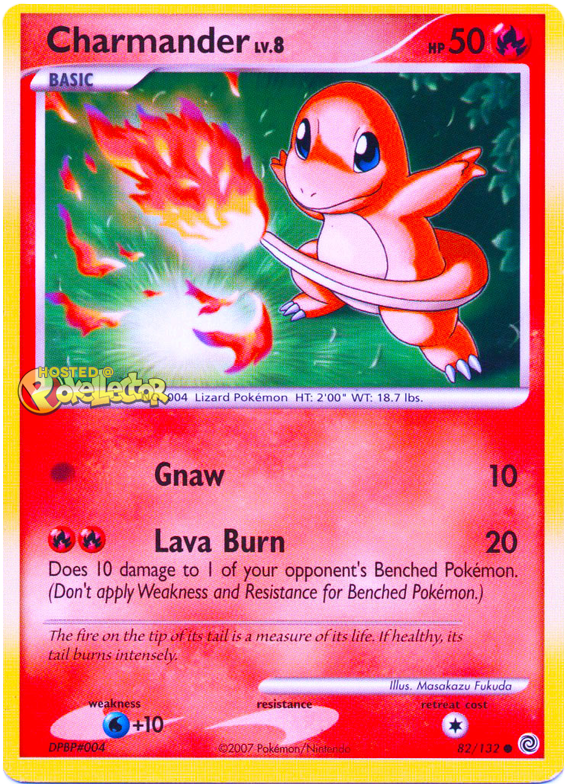 Charmander LV.8 HP 50
BASIC
HOSTED @
Pokellector
004 Lizard Pokémon HT: 2'00" WT: 18.7 lbs.
Gnaw 10
Lava Burn 20
Does 10 damage to 1 of your opponent's Benched Pokémon.
(Don't apply Weakness and Resistance for Benched Pokémon.)
The fire on the tip of its tail is a measure of its life. If healthy, its
tail burns intensely.
Illus. Masakazu Fukuda
weakness resistance retreat cost
+10
DPBP#004 ©2007 Pokémon/Nintendo 82/132